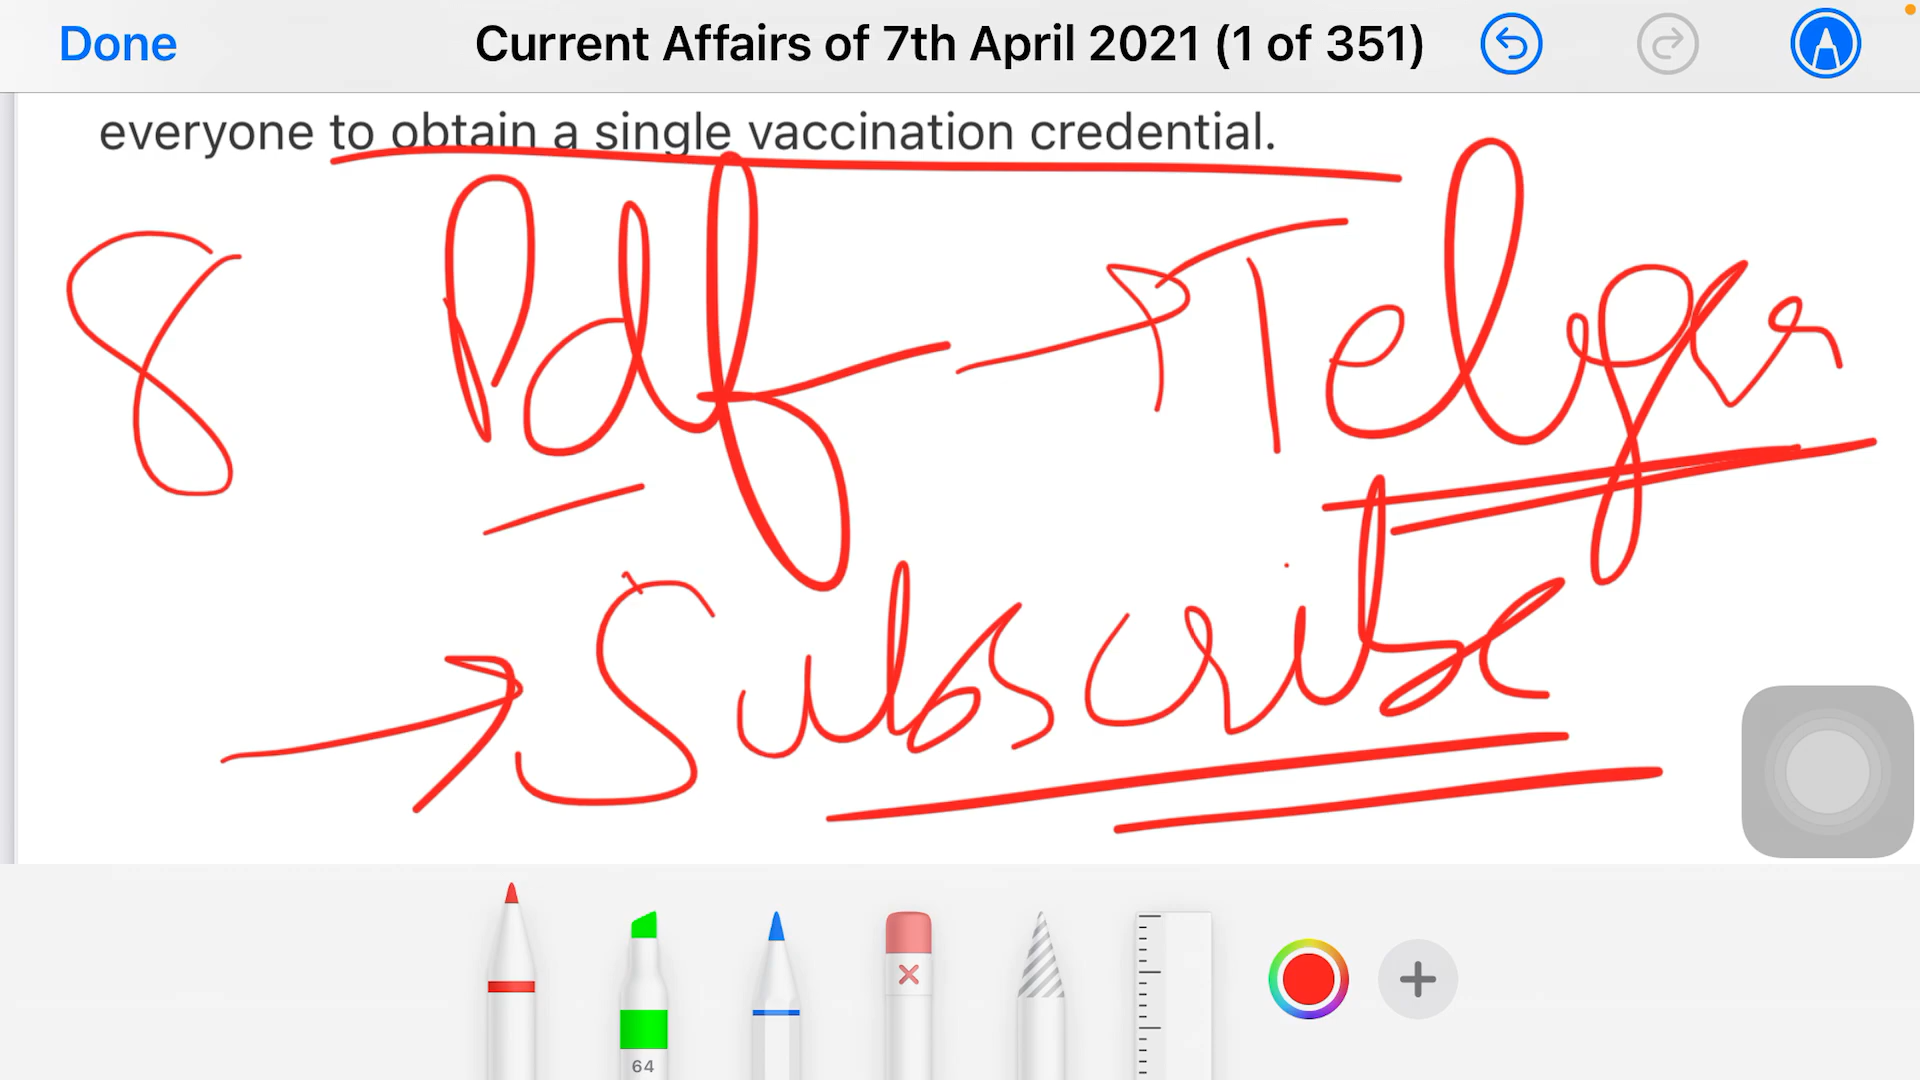 Done Current Affairs of 7th April 2021 (1 of 351)
everyone to obtain a single vaccination credential.
8 Pdf
Subscribe
64